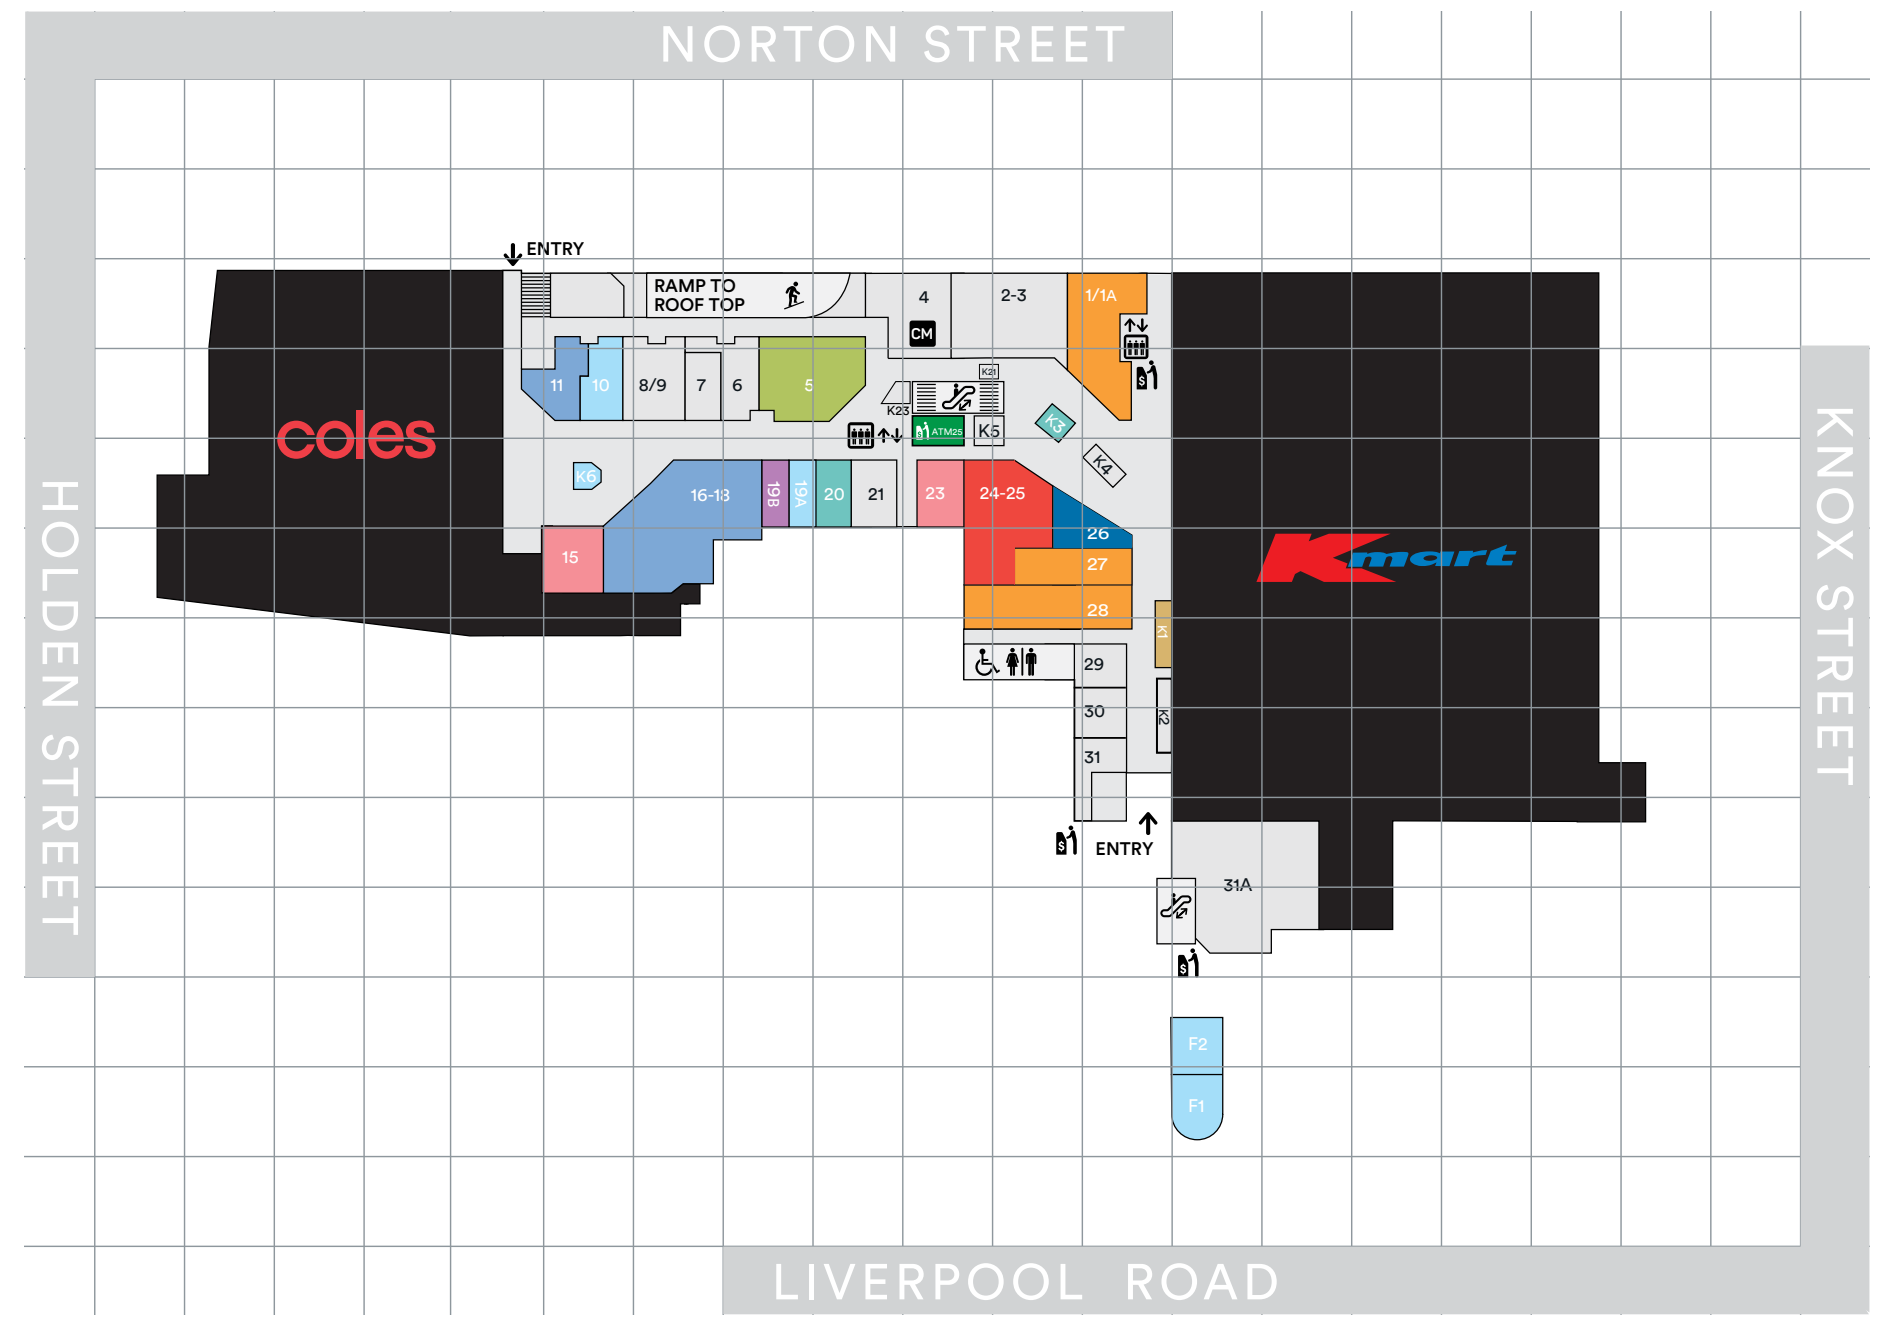 NORTON STREET
HOLDEN STREET
KNOX STREET
LIVERPOOL ROAD
ENTRY
RAMP TO
ROOF TOP
4
CM
2-3
1/1A
11
10
8/9
7
6
5
K21
K23
ATM25
K5
K3
K4
coles
K6
16-18
19B
19A
20
21
23
24-25
26
15
27
28
Kmart
K1
29
30
K2
31
$
ENTRY
31A
$
$
F2
F1